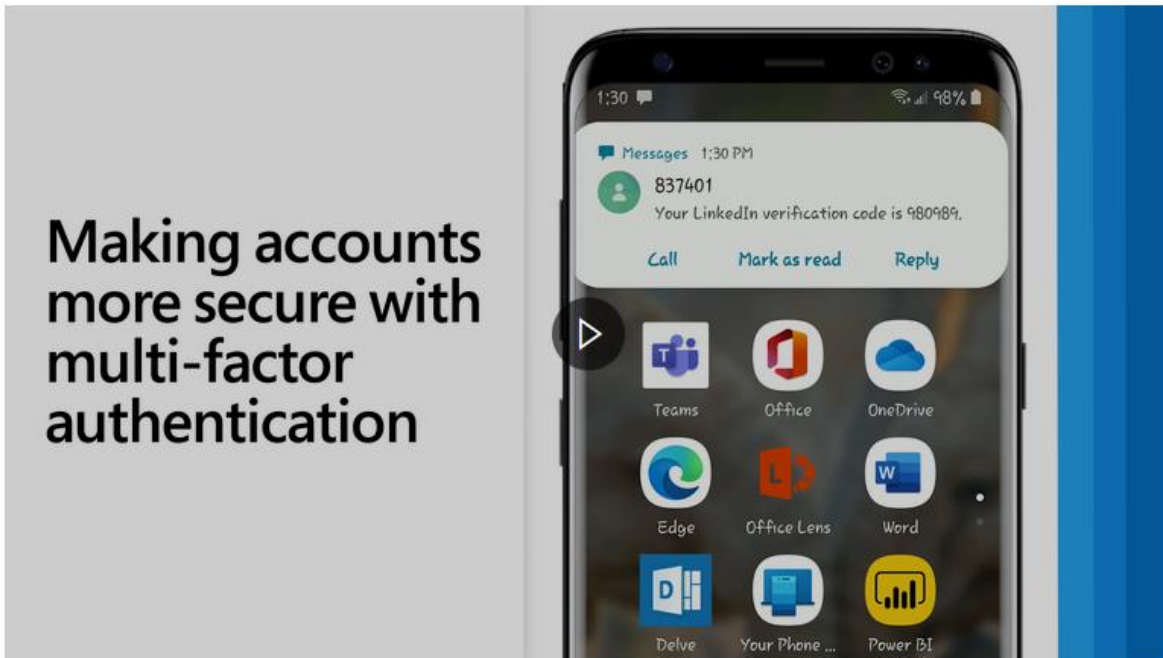 Making accounts
more secure with
multi-factor
authentication
1:30
98%
Messages 1:30 PM
837401
Your LinkedIn verification code is 980989.
Call Mark as read Reply
Teams Office OneDrive
Edge Office Lens Word
Delve Your Phone ... Power BI